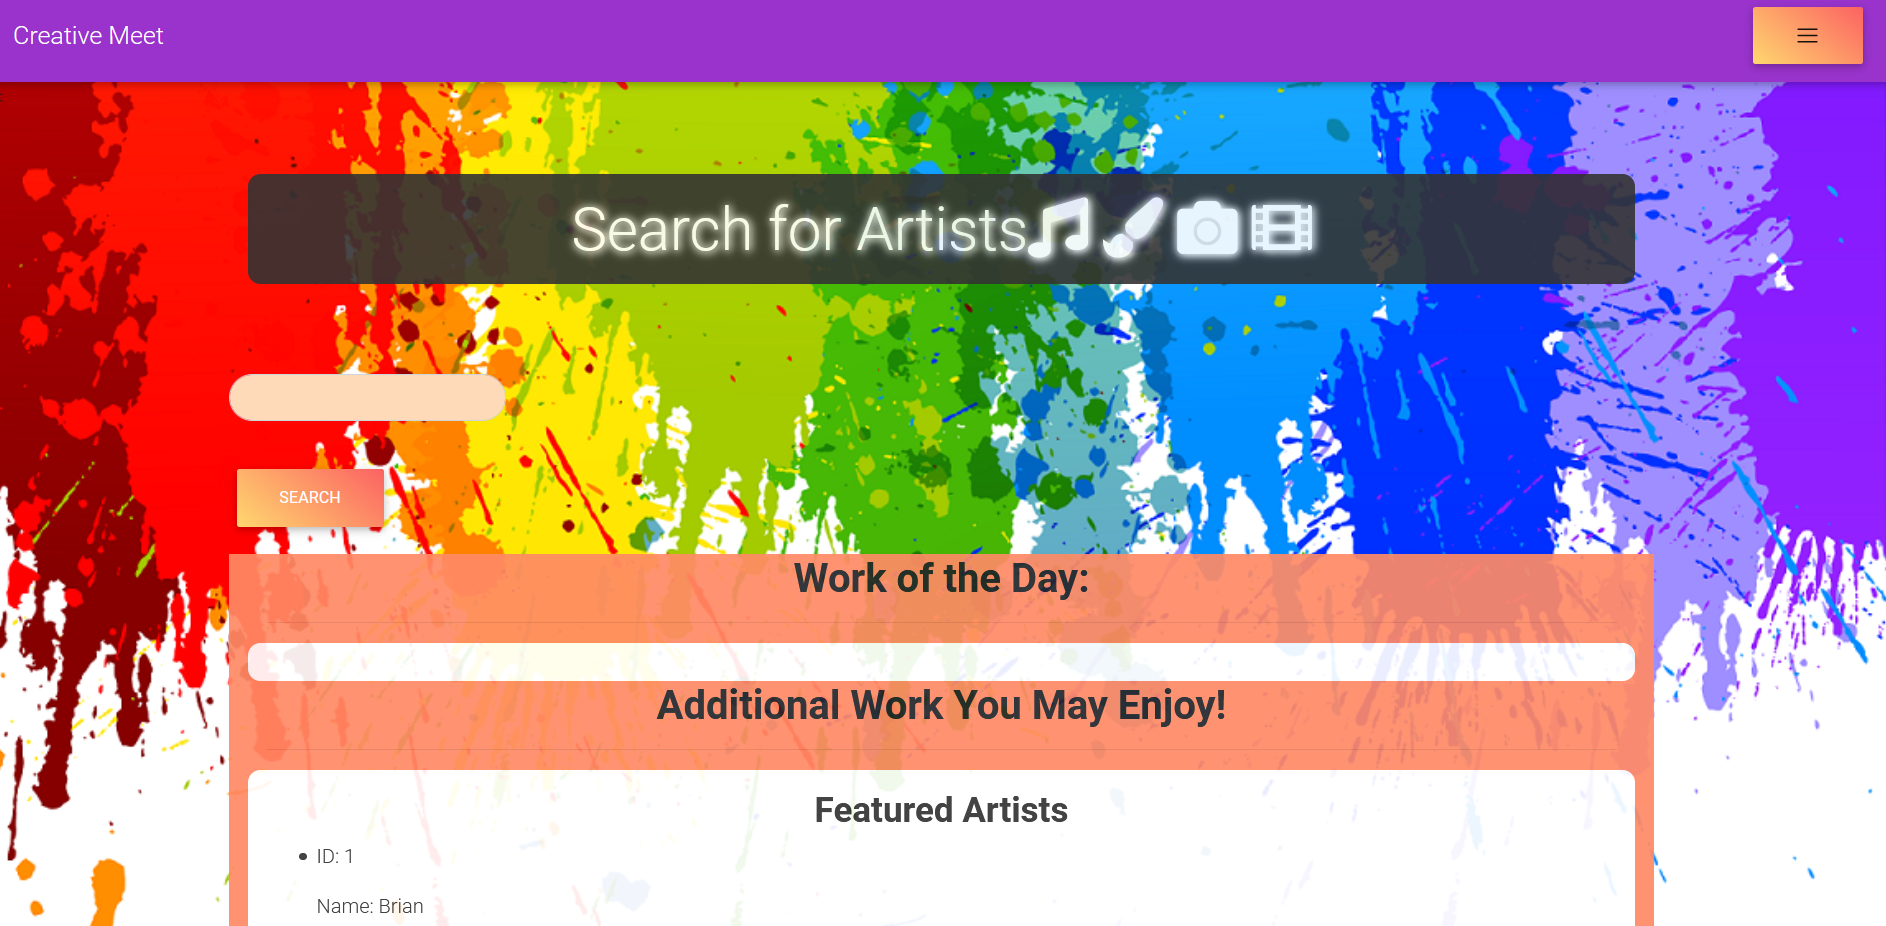 Creative Meet
Search for Artists
SEARCH
Work of the Day:
Additional Work You May Enjoy!
Featured Artists
ID: 1
Name: Brian